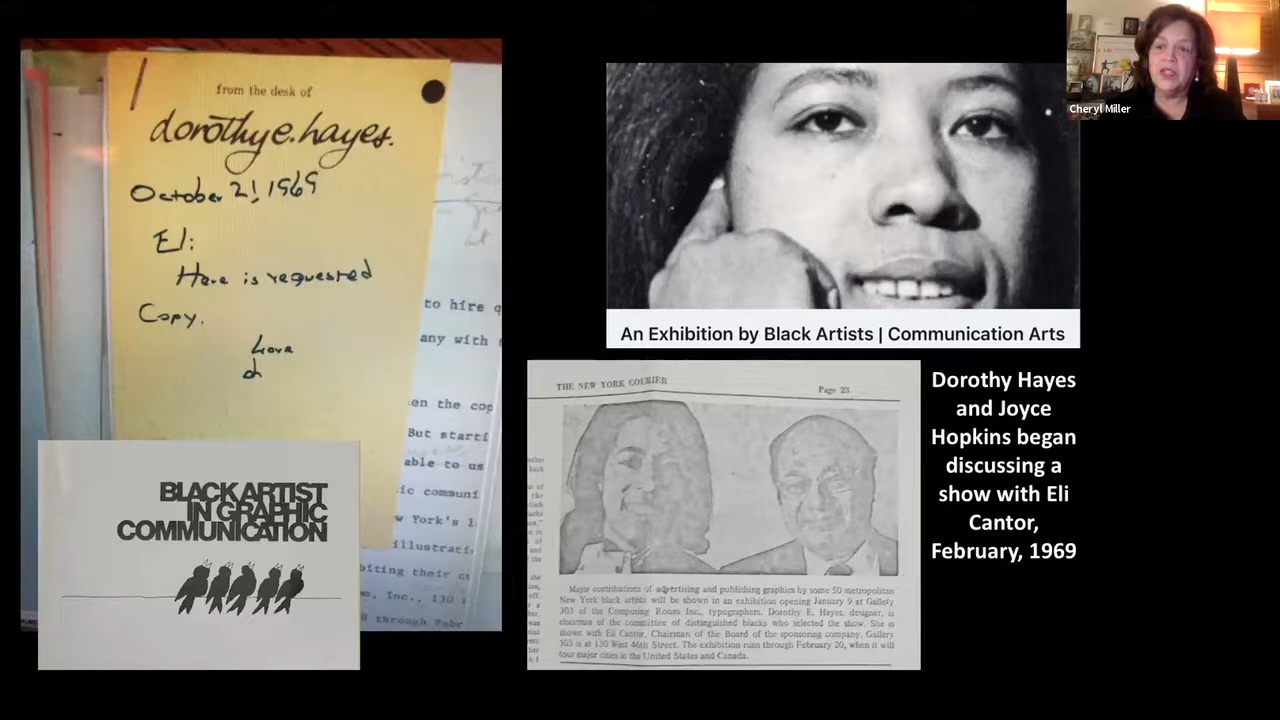 from the desk of
dorothy e. hayes.
October 21, 1969
El:
Here is requested
Copy.
Love
d
to hire q
any with
en the cop
But starti
able to us
ic communi
w York's l
illustrati
biting their
. Inc., 130
through Febr
BLACK ARTIST
IN GRAPHIC
COMMUNICATION
An Exhibition by Black Artists | Communication Arts
THE NEW YORK COURIER
Page 23
Major contributions of advertising and publishing graphics by some 50 metropolitan
New York black artists will be shown in an exhibition opening January 9 at Gallery
303 of the Composing Room Inc., typographers. Dorothy E. Hayes, designer, is
chairman of the committee of distinguished blacks who selected the show. She is
shown with Eli Cantor, Chairman of the Board of the sponsoring company. Gallery
303 is at 130 West 46th Street. The exhibition runs through February 20, when it will
tour major cities in the United States and Canada.
Dorothy Hayes
and Joyce
Hopkins began
discussing a
show with Eli
Cantor,
February, 1969
Cheryl Miller